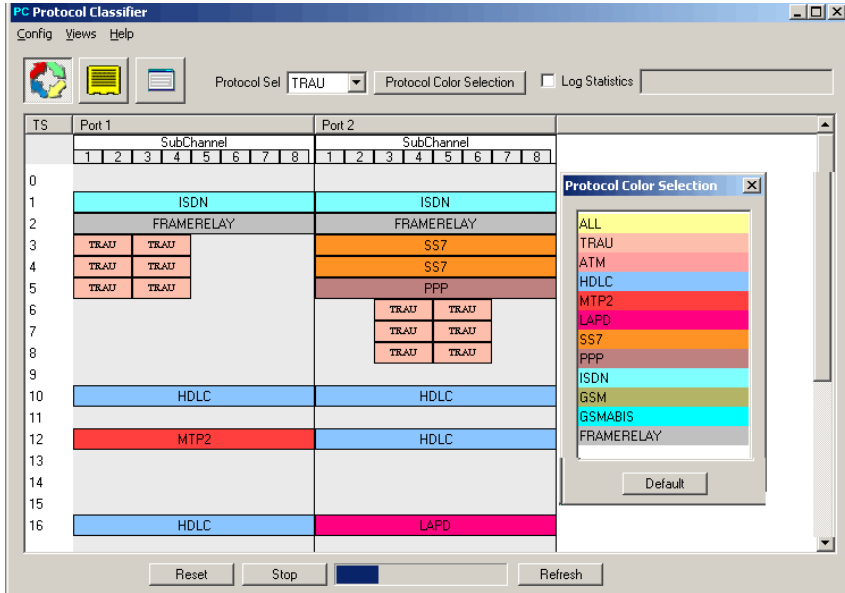 PC Protocol Classifier
Config Views Help
Protocol Sel TRAU Protocol Color Selection Log Statistics
TS Port 1 Port 2
SubChannel SubChannel
1 2 3 4 5 6 7 8 1 2 3 4 5 6 7 8
0
1 ISDN ISDN
2 FRAMERELAY FRAMERELAY
3 TRAU TRAU SS7
4 TRAU TRAU SS7
5 TRAU TRAU PPP
6 TRAU TRAU
7 TRAU TRAU
8 TRAU TRAU
9
10 HDLC HDLC
11
12 MTP2 HDLC
13
14
15
16 HDLC LAPD
Protocol Color Selection
ALL
TRAU
ATM
HDLC
MTP2
LAPD
SS7
PPP
ISDN
GSM
GSMABIS
FRAMERELAY
Default
Reset Stop Refresh